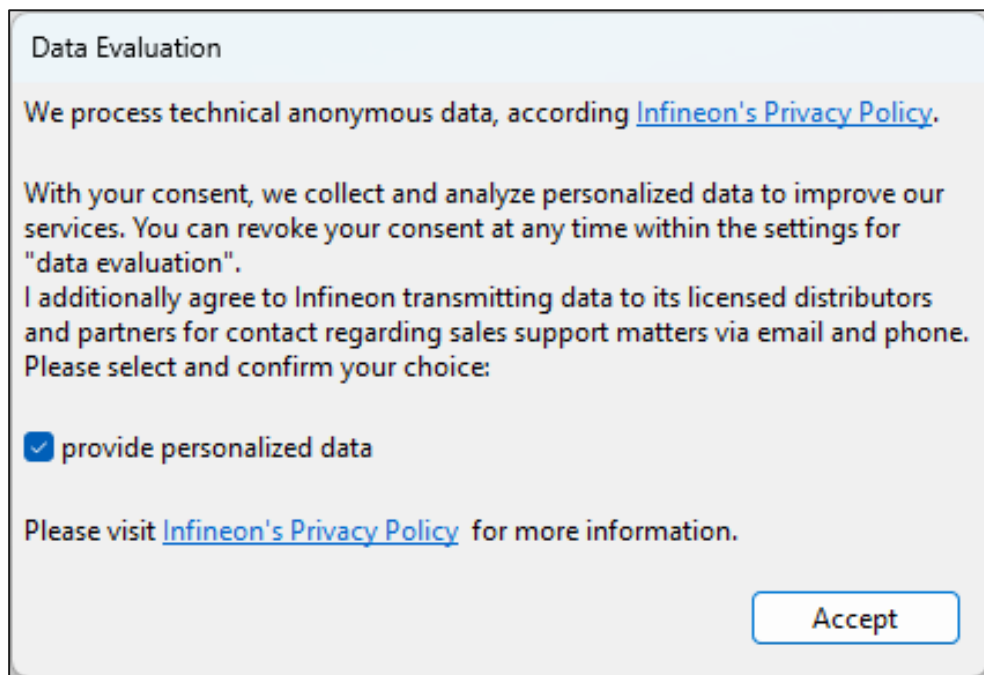 Data Evaluation
We process technical anonymous data, according Infineon's Privacy Policy.
With your consent, we collect and analyze personalized data to improve our
services. You can revoke your consent at any time within the settings for
"data evaluation".
I additionally agree to Infineon transmitting data to its licensed distributors
and partners for contact regarding sales support matters via email and phone.
Please select and confirm your choice:
provide personalized data
Please visit Infineon's Privacy Policy for more information.
Accept